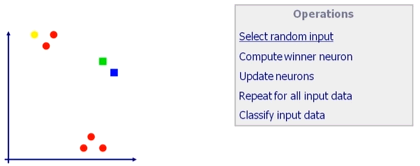 Operations
Select random input
Compute winner neuron
Update neurons
Repeat for all input data
Classify input data